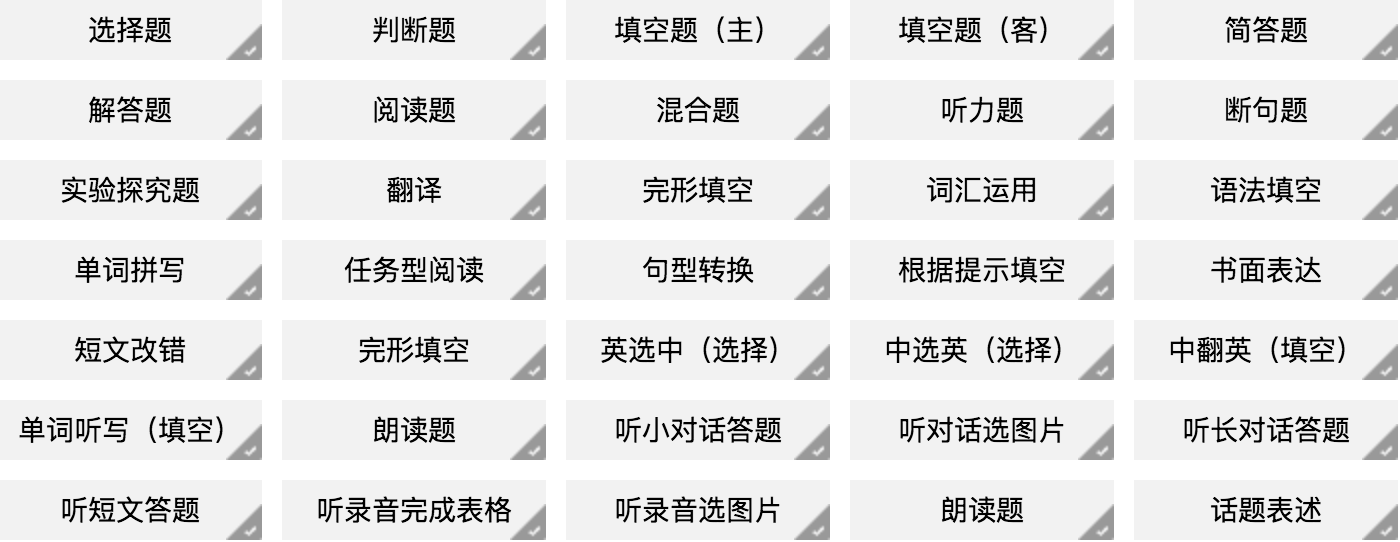 选择题 判断题 填空题（主） 填空题（客） 简答题
解答题 阅读题 混合题 听力题 断句题
实验探究题 翻译 完形填空 词汇运用 语法填空
单词拼写 任务型阅读 句型转换 根据提示填空 书面表达
短文改错 完形填空 英选中（选择） 中选英（选择） 中翻英（填空）
单词听写（填空） 朗读题 听小对话答题 听对话选图片 听长对话答题
听短文答题 听录音完成表格 听录音选图片 朗读题 话题表述